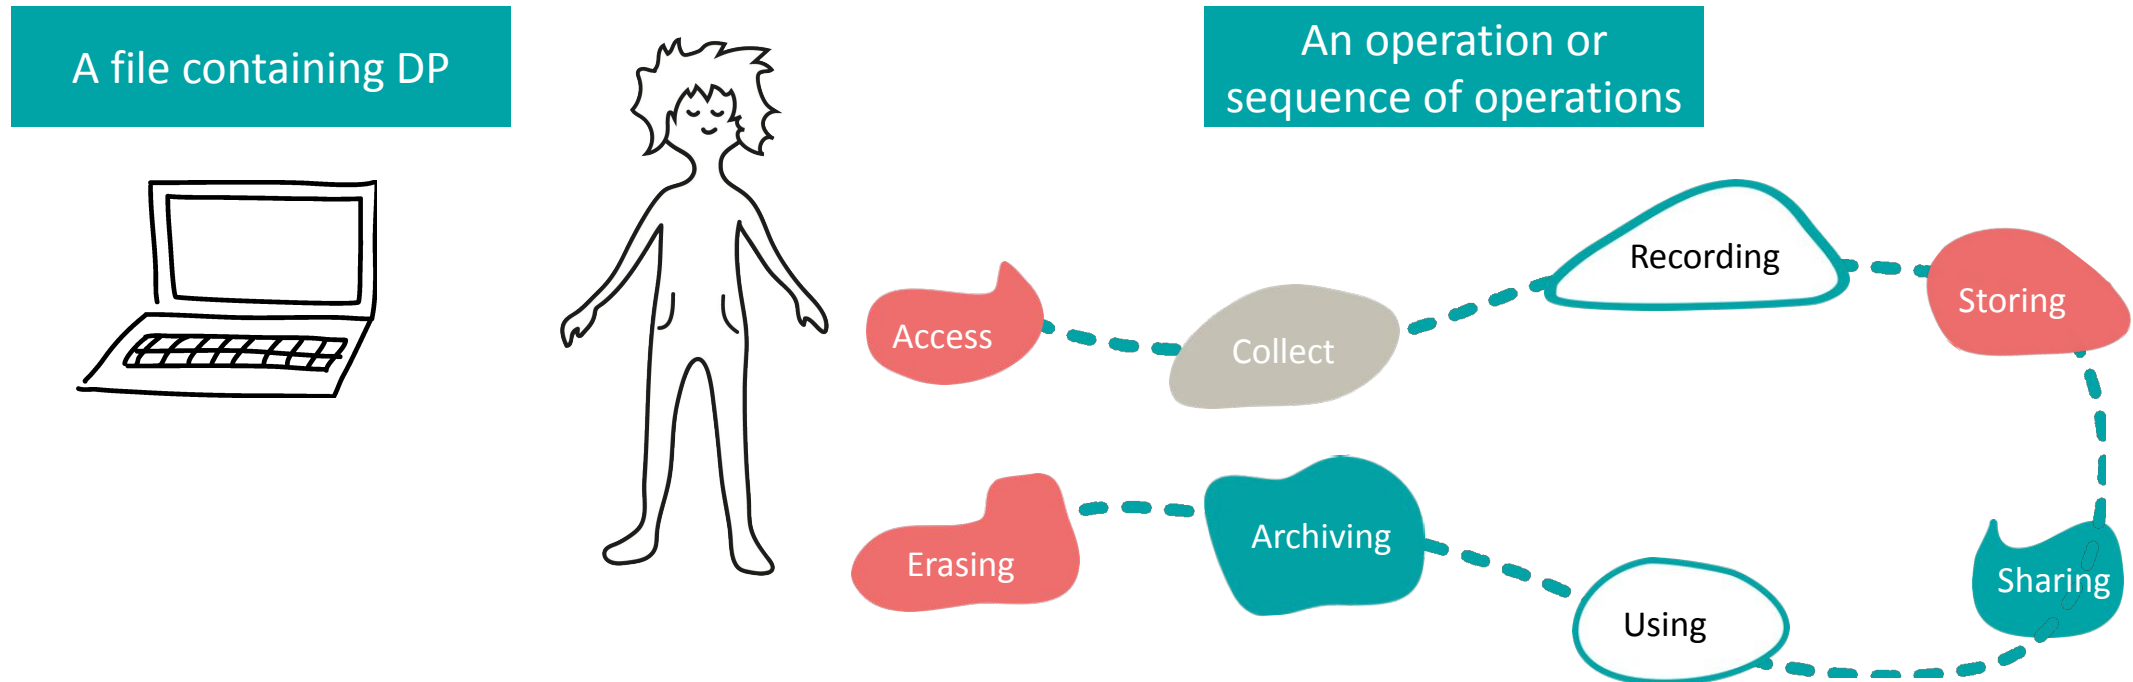 A file containing DP
An operation or
sequence of operations
Access
Collect
Recording
Storing
Sharing
Using
Archiving
Erasing